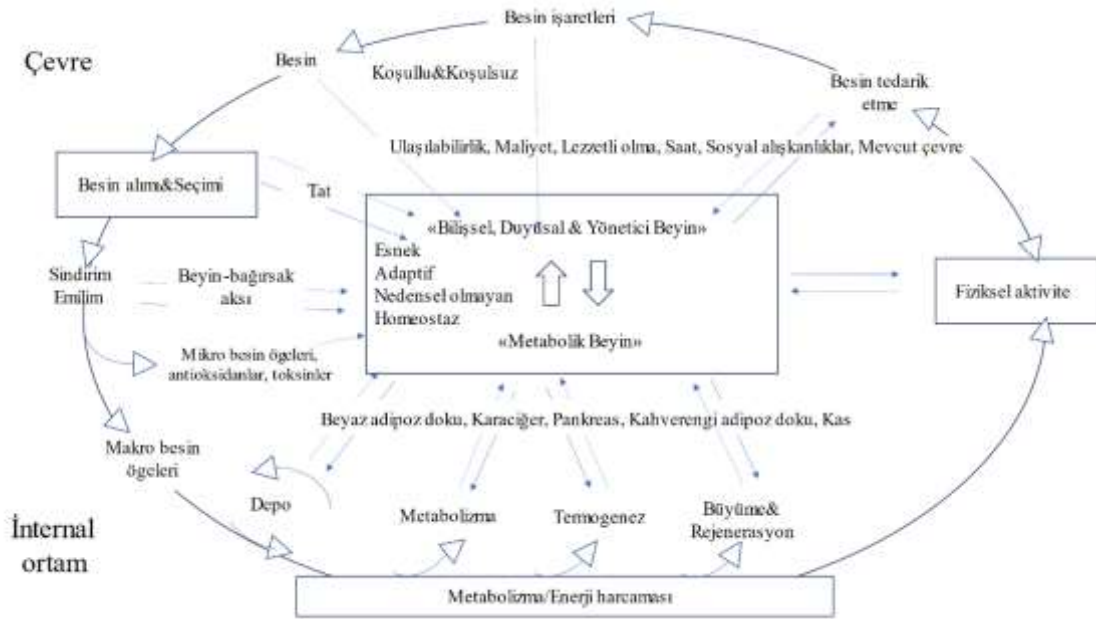 Besin işaretleri
Çevre
Besin
Koşullu&Koşulsuz
Besin tedarik
etme
Ulaşılabilirlik, Maliyet, Lezzetli olma, Saat, Sosyal alışkanlıklar, Mevcut çevre
Besin alımı&Seçimi
Tat
«Bilişsel, Duyusal & Yönetici Beyin»
Esnek
Adaptif
Nedensel olmayan
Homeostaz
«Metabolik Beyin»
Sindirim
Emilim
Beyin-bağırsak
aksı
Fiziksel aktivite
Mikro besin ögeleri,
antioksidanlar, toksinler
Beyaz adipoz doku, Karaciğer, Pankreas, Kahverengi adipoz doku, Kas
Makro besin
ögeleri
Depo
Metabolizma
Termogenez
Büyüme&
Rejenerasyon
İnternal
ortam
Metabolizma/Enerji harcaması